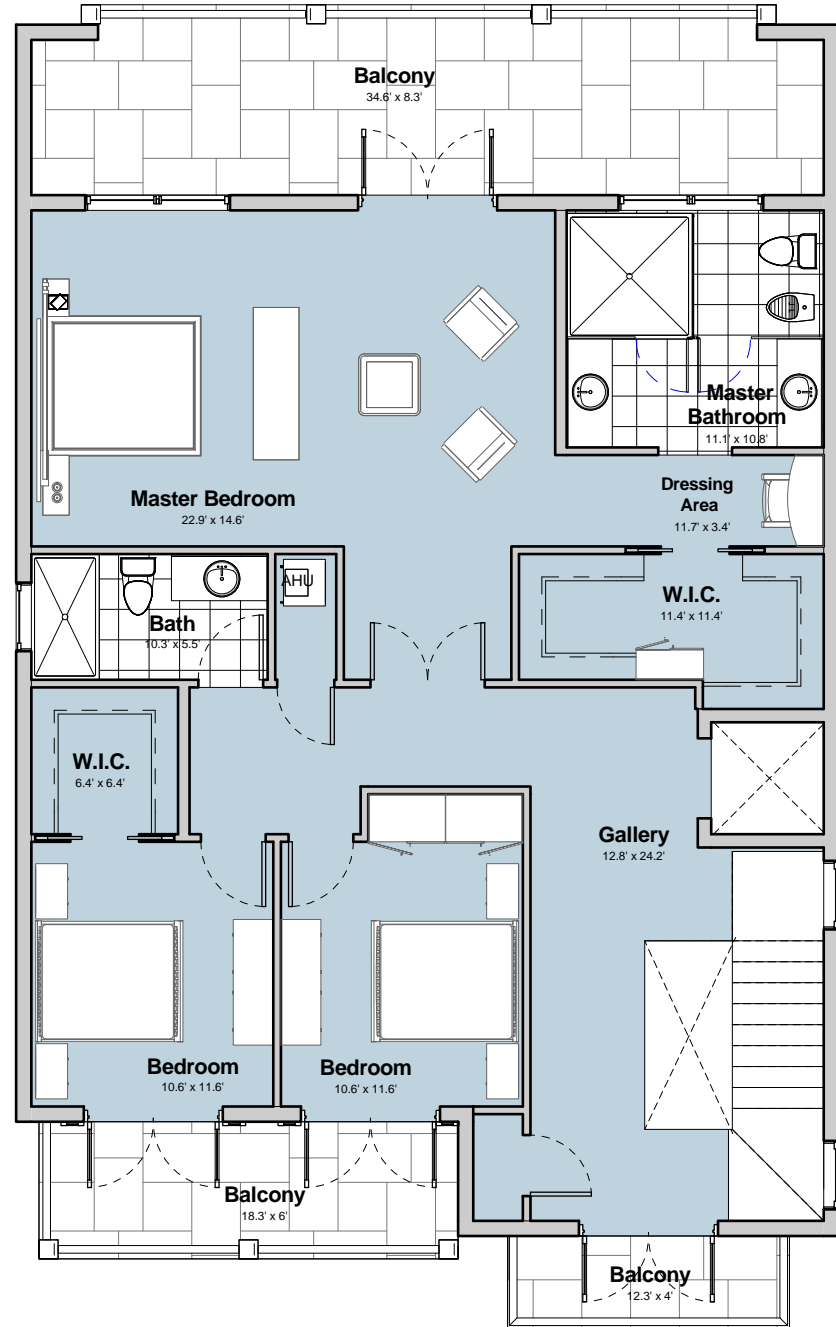 Balcony
34.6' x 8.3'
Master
Bathroom
11.1' x 10.8'
Master Bedroom
22.9' x 14.6'
Dressing
Area
11.7' x 3.4'
AHU
W.I.C.
11.4' x 11.4'
Bath
10.3' x 5.5'
W.I.C.
6.4' x 6.4'
Gallery
12.8' x 24.2'
Bedroom
10.6' x 11.6'
Bedroom
10.6' x 11.6'
Balcony
18.3' x 6'
Balcony
12.3' x 4'